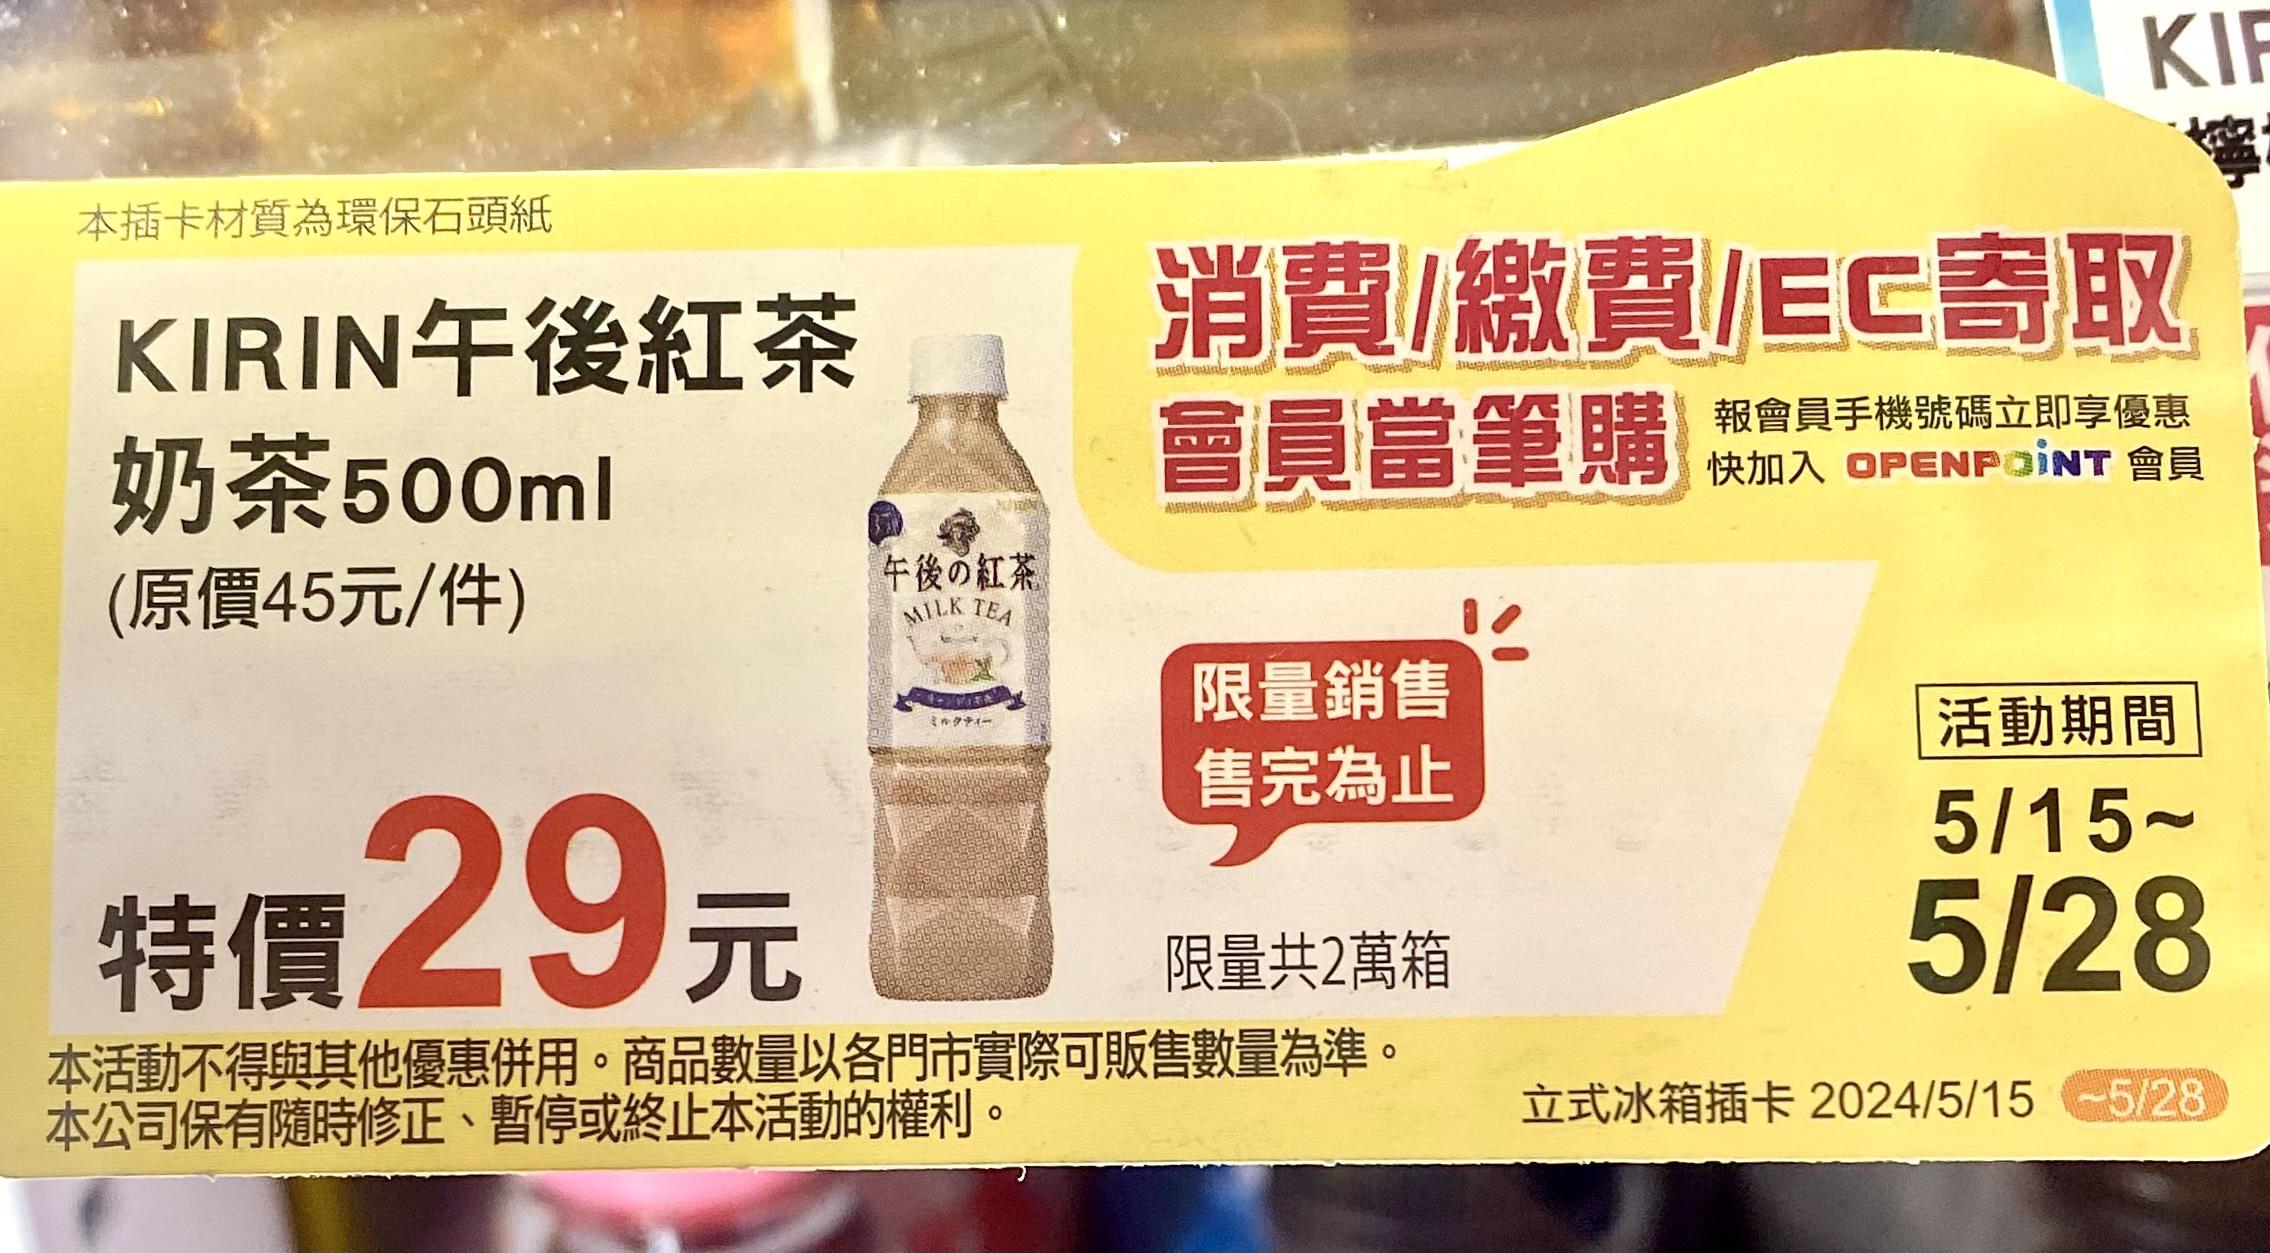 本插卡材質為環保石頭紙
KIRIN午後紅茶
奶茶500ml
(原價45元/件)
特價29元
午後の紅茶
MILK TEA
ミルクティー
消費/繳費/EC寄取
會員當筆購
報會員手機號碼立即享優惠
快加入 OPENPOiNT 會員
限量銷售
售完為止
限量共2萬箱
活動期間
5/15~
5/28
本活動不得與其他優惠併用。商品數量以各門市實際可販售數量為準。
本公司保有隨時修正、暫停或終止本活動的權利。
立式冰箱插卡 2024/5/15 ~5/28